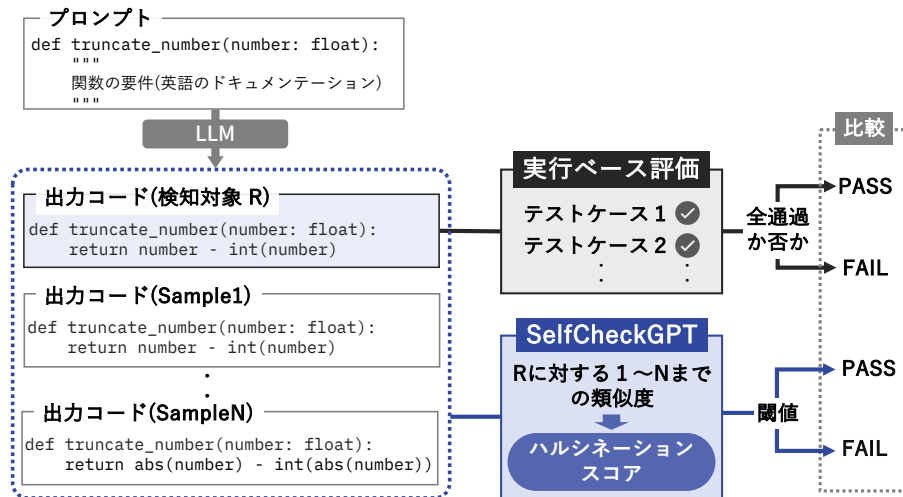 プロンプト
def truncate_number(number: float):
"""
関数の要件(英語のドキュメンテーション)
"""
LLM
出力コード(検知対象 R)
def truncate_number(number: float):
return number - int(number)
出力コード(Sample1)
def truncate_number(number: float):
return number - int(number)
出力コード(SampleN)
def truncate_number(number: float):
return abs(number) - int(abs(number))
実行ベース評価
テストケース 1
テストケース 2
全通過
か否か
SelfCheckGPT
Rに対する 1 〜Nまで
の類似度
ハルシネーション
スコア
閾値
比較
PASS
FAIL
PASS
FAIL